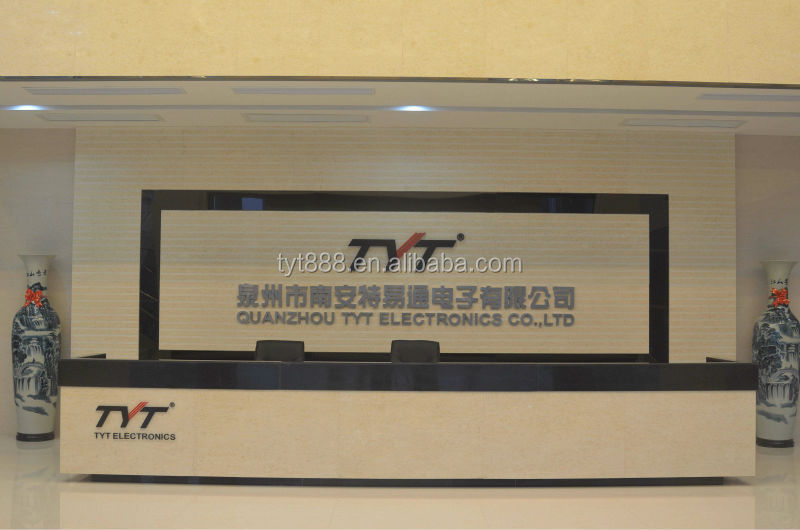 TYT®
tyt888.en.alibaba.com
泉州市南安特易通电子有限公司
QUANZHOU TYT ELECTRONICS CO.,LTD
TYT®
TYT ELECTRONICS